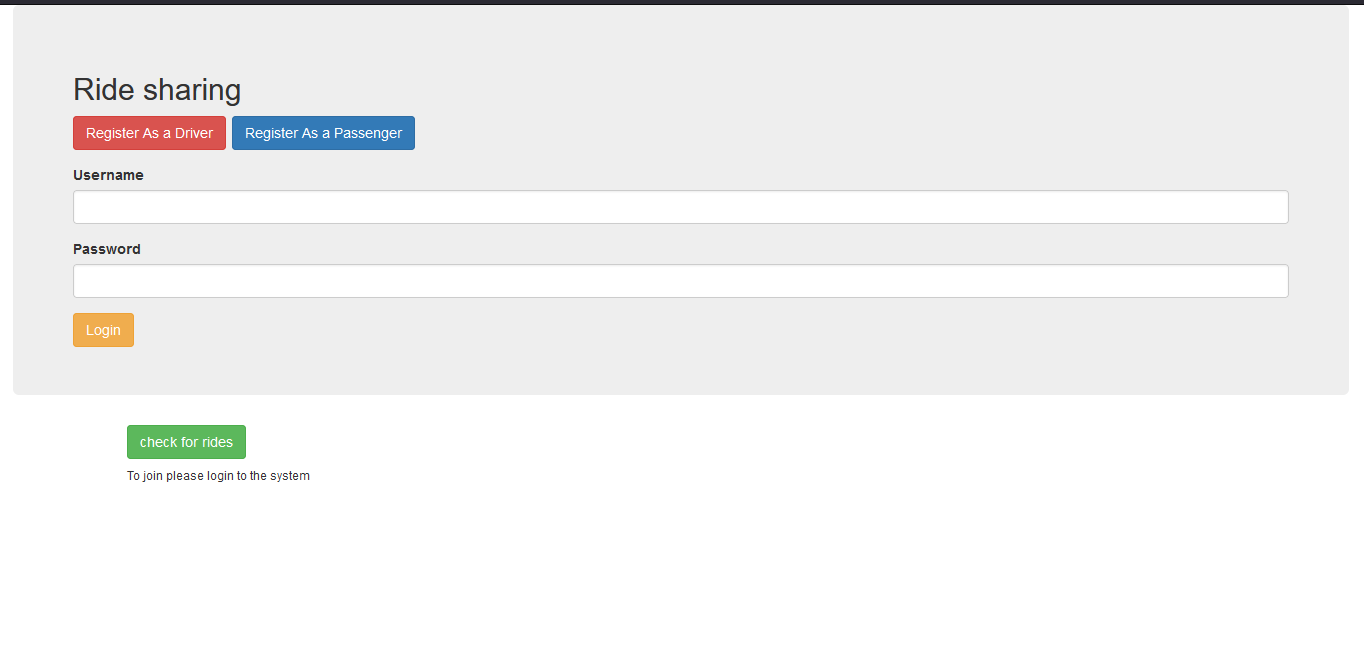 Ride sharing
Register As a Driver Register As a Passenger
Username
Password
Login
check for rides
To join please login to the system